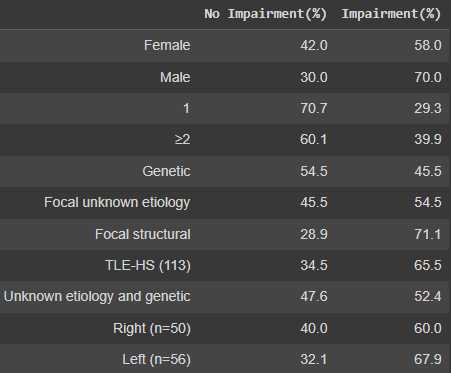 No Impairment(%) Impairment(%)
Female 42.0 58.0
Male 30.0 70.0
1 70.7 29.3
≥2 60.1 39.9
Genetic 54.5 45.5
Focal unknown etiology 45.5 54.5
Focal structural 28.9 71.1
TLE-HS (113) 34.5 65.5
Unknown etiology and genetic 47.6 52.4
Right (n=50) 40.0 60.0
Left (n=56) 32.1 67.9